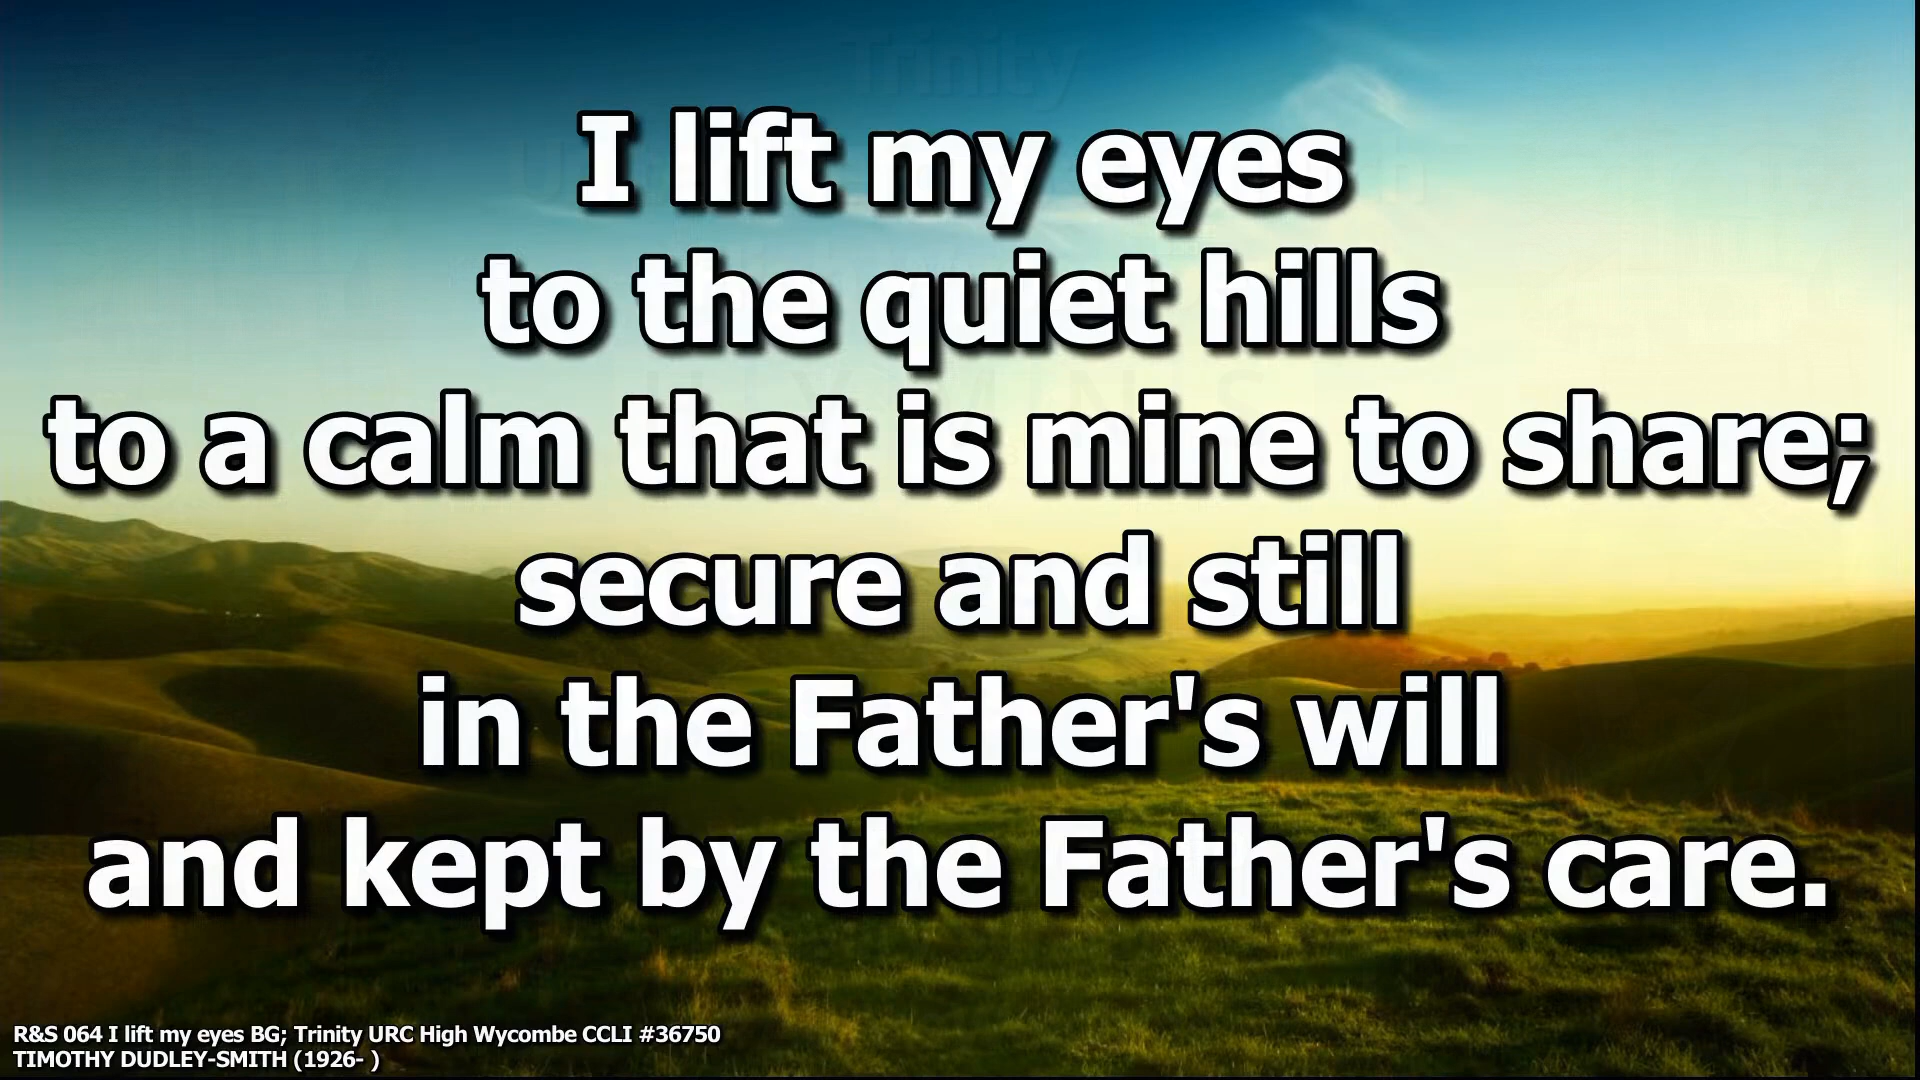 Trinity
I lift my eyes
to the quiet hills
to a calm that is mine to share;
secure and still
in the Father's will
and kept by the Father's care.
R&S 064 I lift my eyes BG; Trinity URC High Wycombe CCLI #36750
TIMOTHY DUDLEY-SMITH (1926- )